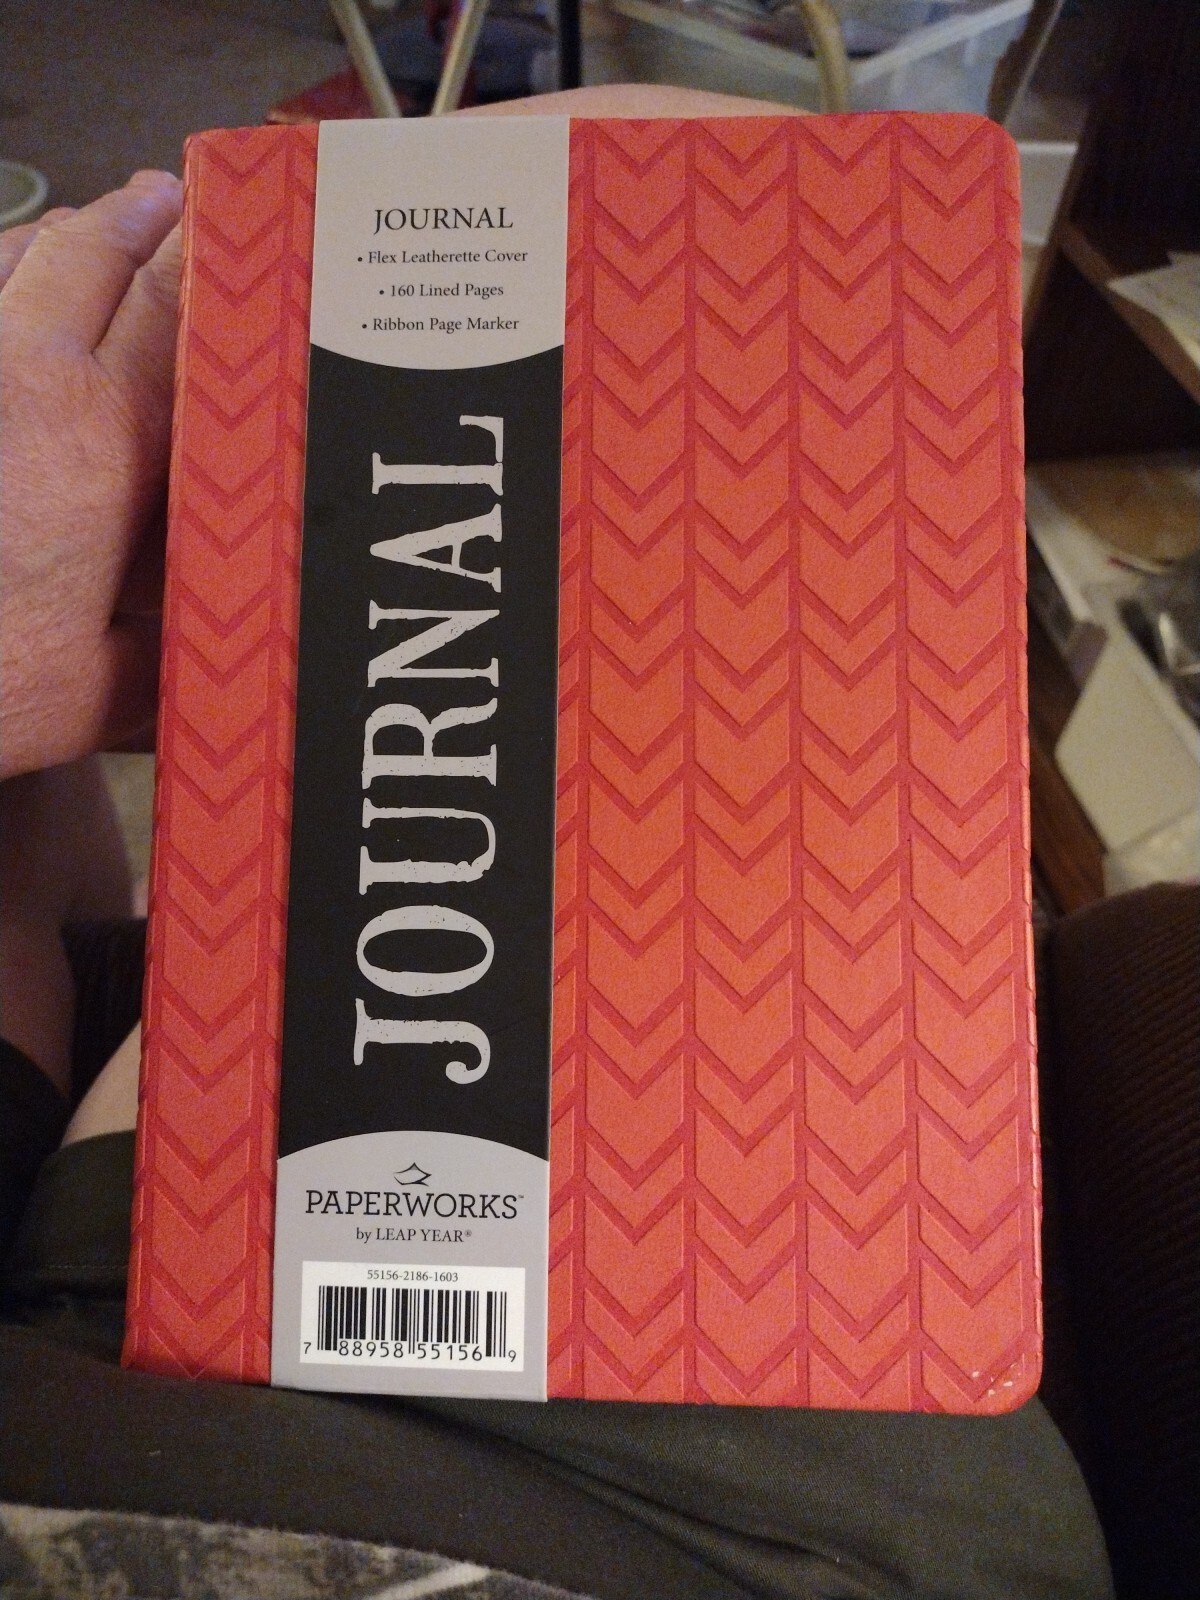 JOURNAL
• Flex Leatherette Cover
• 160 Lined Pages
• Ribbon Page Marker
JOURNAL
PAPERWORKS™
by LEAP YEAR®
55156-2186-1603
7 88958 55156 9